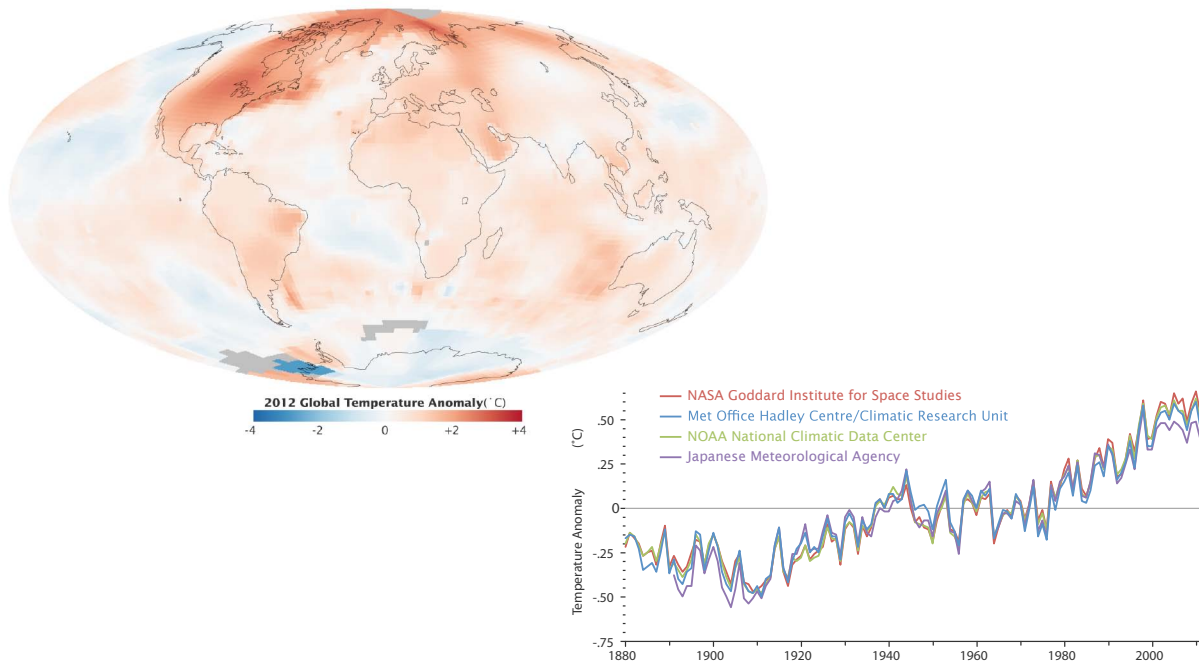 2012 Global Temperature Anomaly(˚C)
-4 -2 0 +2 +4
NASA Goddard Institute for Space Studies
Met Office Hadley Centre/Climatic Research Unit
NOAA National Climatic Data Center
Japanese Meteorological Agency
Temperature Anomaly (˚C)
.50
.25
0
-.25
-.50
-.75
1880 1900 1920 1940 1960 1980 2000